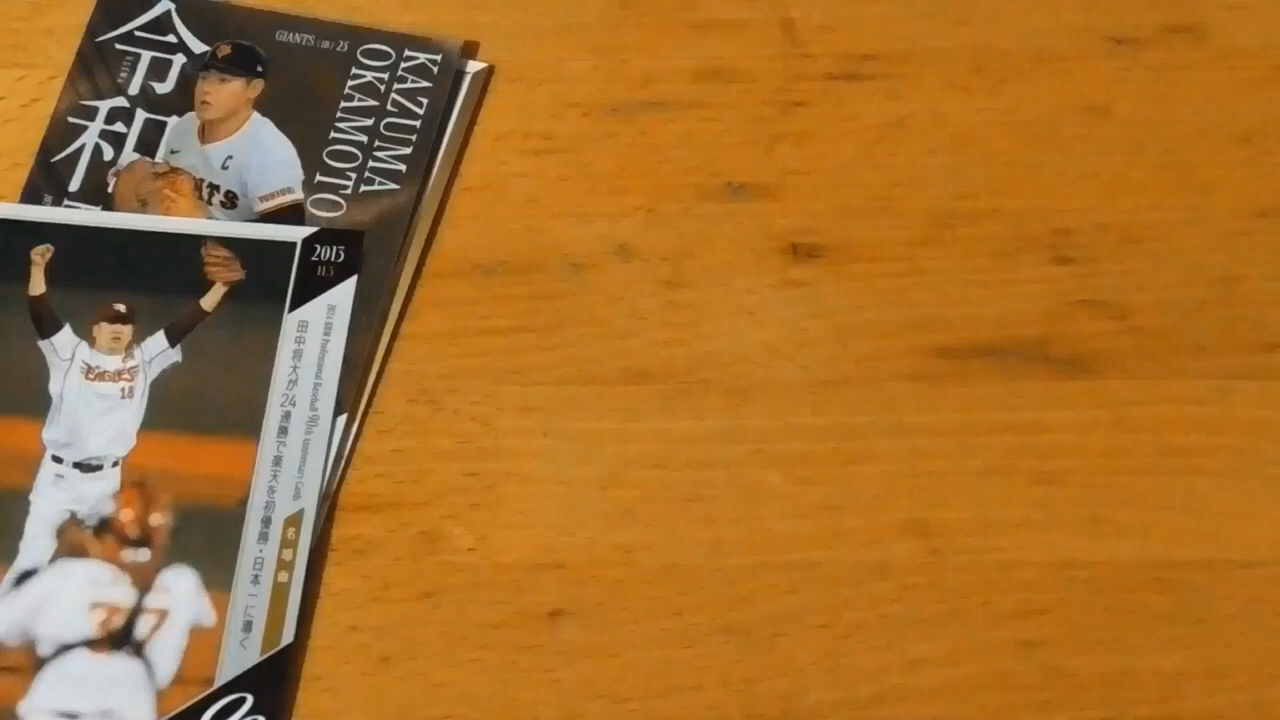 令和
GIANTS [1B] 25
KAZUMA
OKAMOTO
C
YOMIURI
2013
11.3
2024 BBM Professional Baseball 90th Anniversary Cards
田中将大が24連勝で楽天を初優勝・日本一に導く
名場面
EAGLES
18